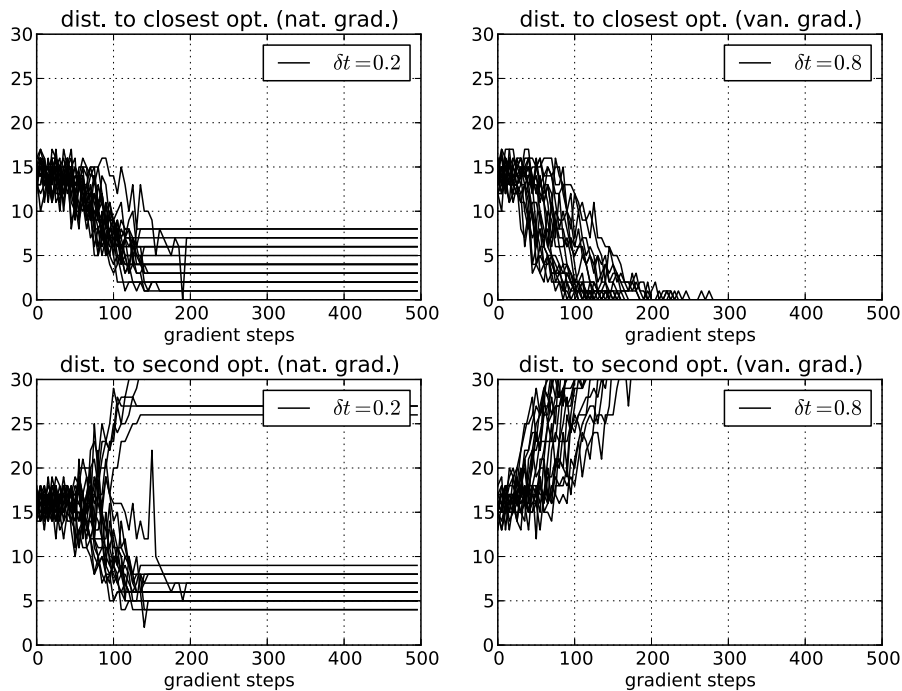 dist. to closest opt. (nat. grad.)
30
25
20
15
10
5
0
δt=0.2
0 100 200 300 400 500
gradient steps
dist. to closest opt. (van. grad.)
30
25
20
15
10
5
0
δt=0.8
0 100 200 300 400 500
gradient steps
dist. to second opt. (nat. grad.)
30
25
20
15
10
5
0
δt=0.2
0 100 200 300 400 500
gradient steps
dist. to second opt. (van. grad.)
30
25
20
15
10
5
0
δt=0.8
0 100 200 300 400 500
gradient steps